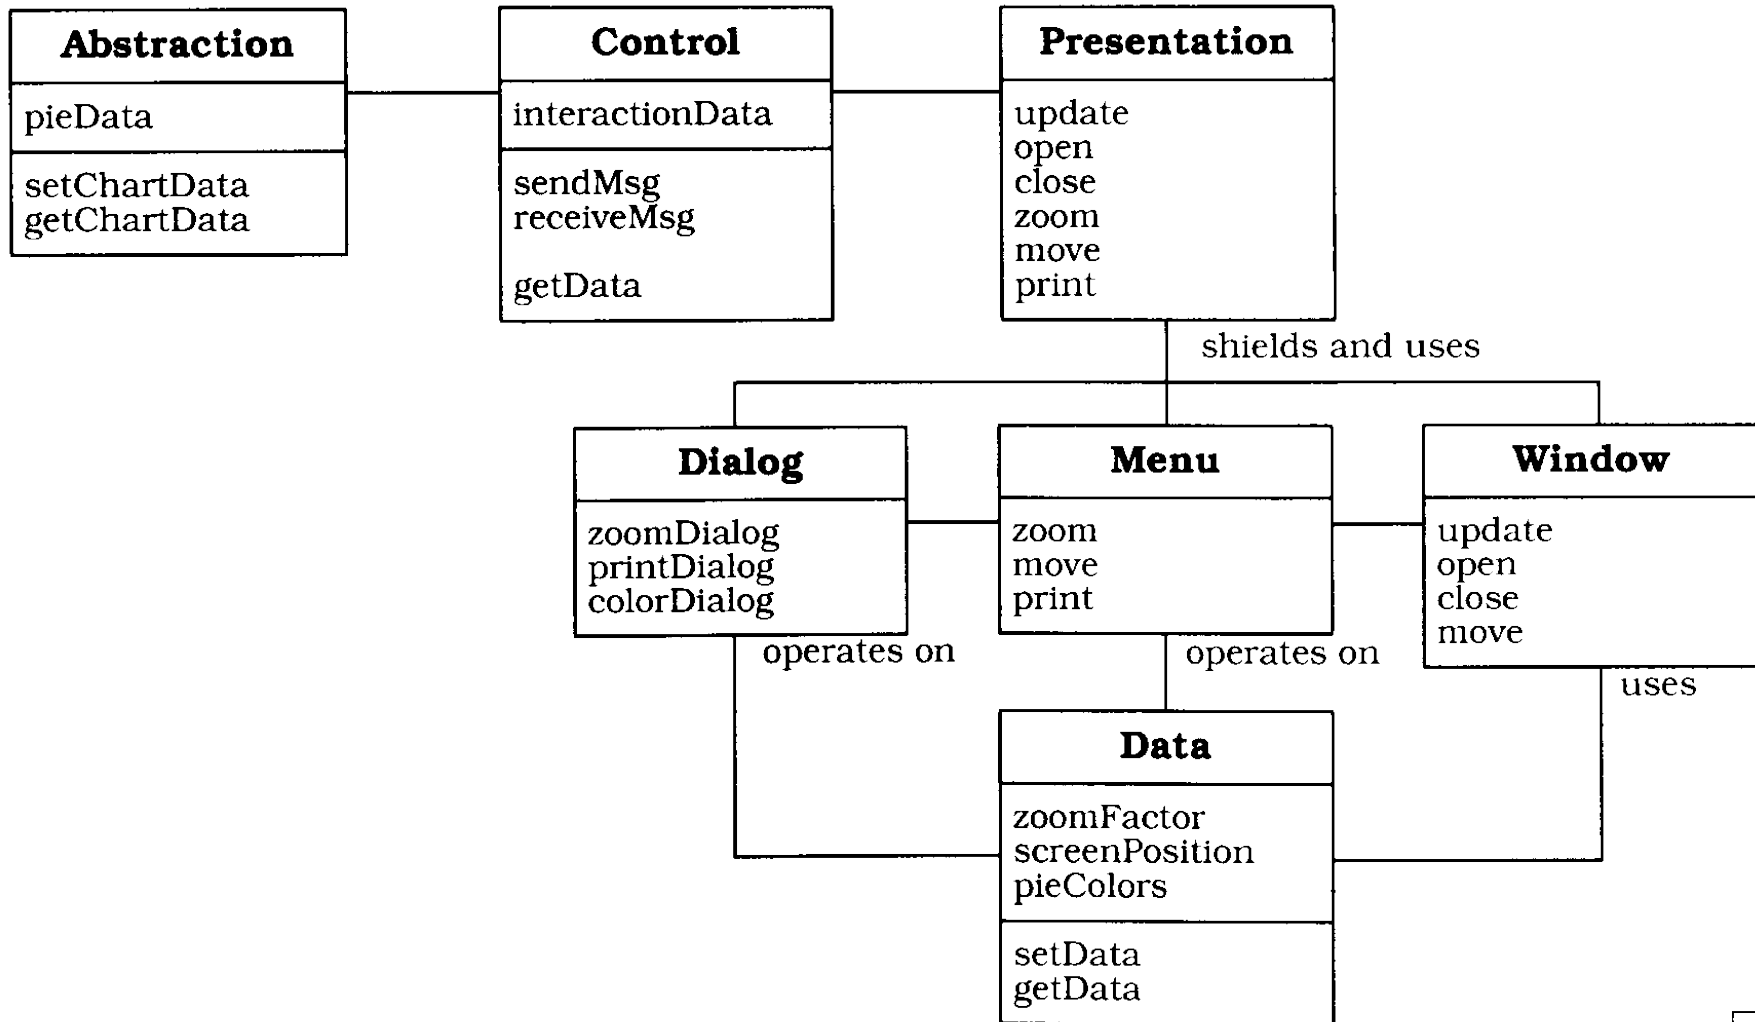 Abstraction
pieData
setChartData
getChartData
Control
interactionData
sendMsg
receiveMsg
getData
Presentation
update
open
close
zoom
move
print
shields and uses
Dialog
zoomDialog
printDialog
colorDialog
operates on
Menu
zoom
move
print
operates on
Window
update
open
close
move
uses
Data
zoomFactor
screenPosition
pieColors
setData
getData